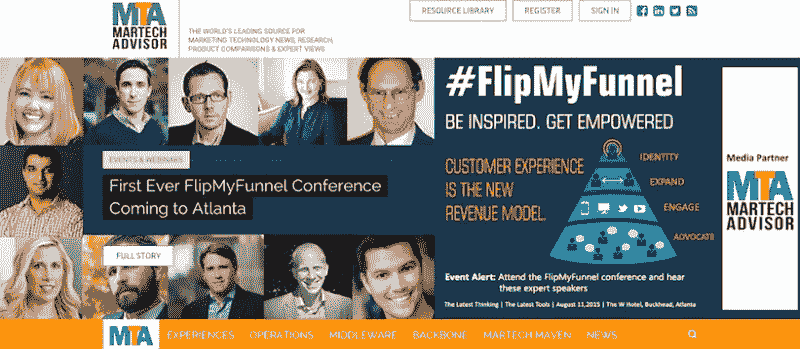 MTA
MARTECH
ADVISOR
THE WORLD'S LEADING SOURCE FOR
MARKETING TECHNOLOGY NEWS, RESEARCH,
PRODUCT COMPARISONS & EXPERT VIEWS
RESOURCE LIBRARY
REGISTER
SIGN IN
EVENTS & WEBINARS
First Ever FlipMyFunnel Conference
Coming to Atlanta
FULL STORY
#FlipMyFunnel
BE INSPIRED. GET EMPOWERED
CUSTOMER EXPERIENCE
IS THE NEW
REVENUE MODEL.
IDENTITY
EXPAND
ENGAGE
ADVOCATE
Event Alert: Attend the FlipMyFunnel conference and hear
these expert speakers
The Latest Thinking | The Latest Tools | August 11,2015 | The W Hotel, Buckhead, Atlanta
Media Partner
MTA
MARTECH
ADVISOR
MTA
EXPERIENCES
OPERATIONS
MIDDLEWARE
BACKBONE
MARTECH MAVEN
NEWS